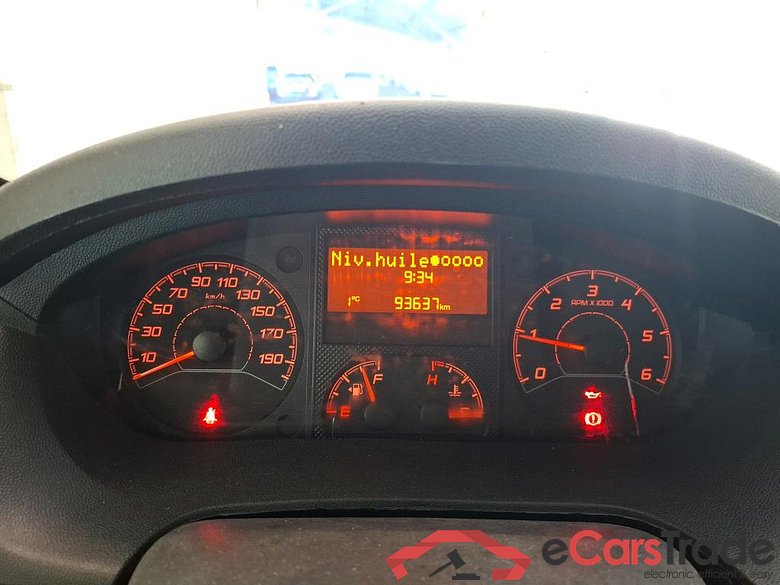 Niv.huile●oooo
9:34
1°C 93637km
10 30 50 70 90 110 130 150 170 190
km/h
E F
H
0 1 2 3 4 5 6
RPM X 1000
eCarsTrade
electronic, efficient & easy